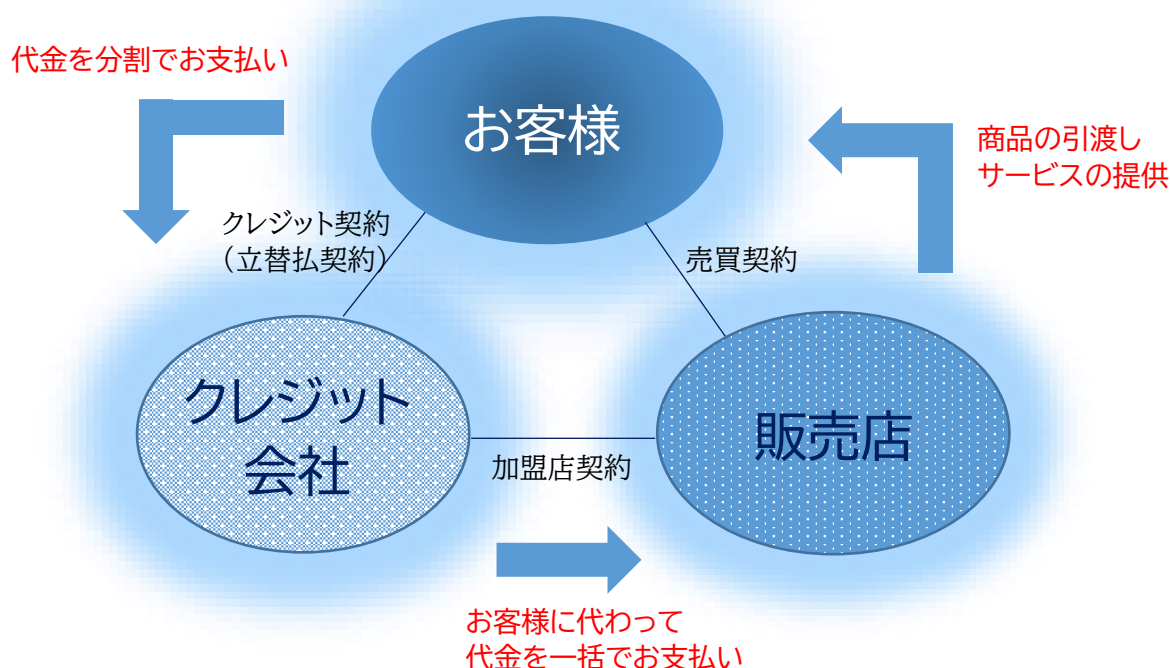 代金を分割でお支払い
お客様
商品の引渡し
サービスの提供
クレジット契約
（立替払契約）
売買契約
クレジット
会社
販売店
加盟店契約
お客様に代わって
代金を一括でお支払い